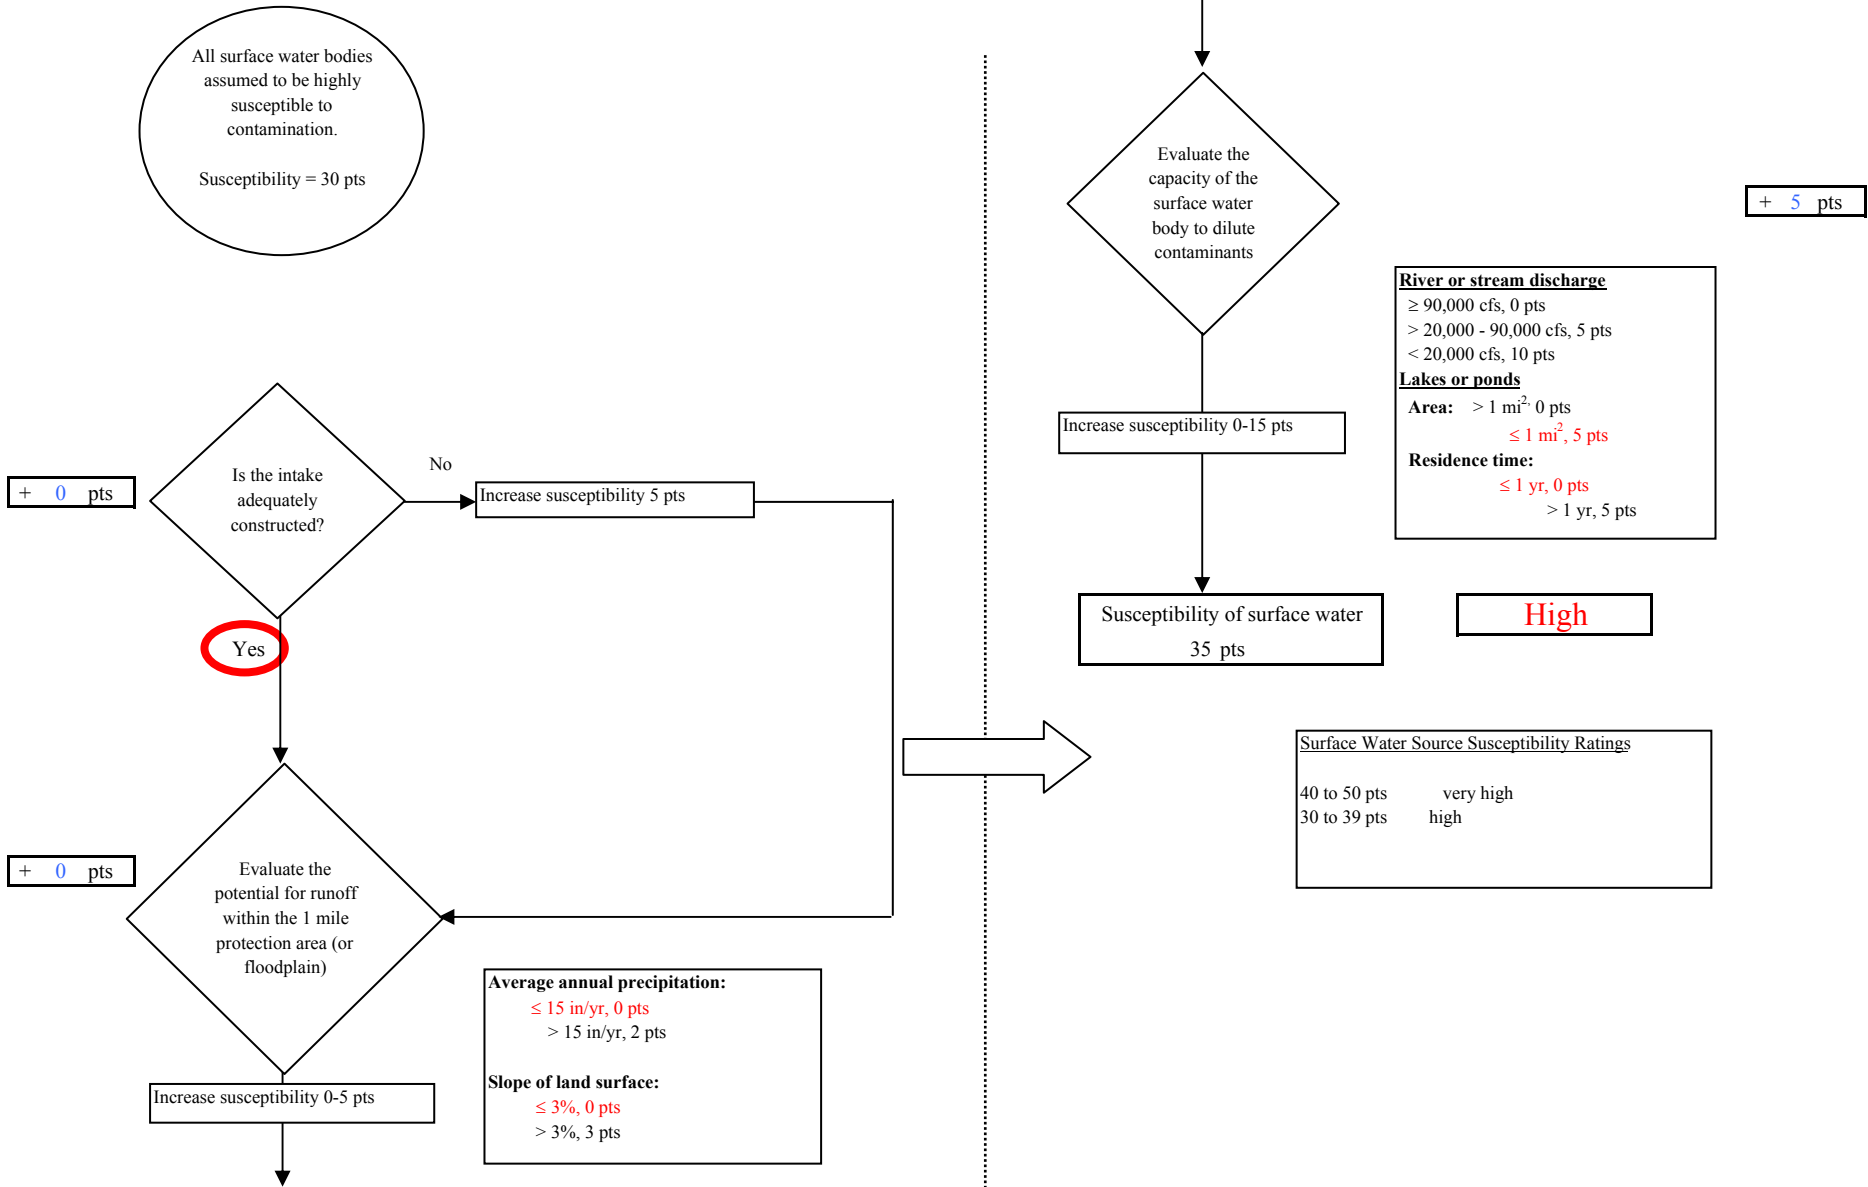 All surface water bodies
assumed to be highly
susceptible to
contamination.
Susceptibility = 30 pts
+ 0 pts
Is the intake
adequately
constructed?
No
Increase susceptibility 5 pts
Yes
+ 0 pts
Evaluate the
potential for runoff
within the 1 mile
protection area (or
floodplain)
Average annual precipitation:
≤ 15 in/yr, 0 pts
> 15 in/yr, 2 pts
Slope of land surface:
≤ 3%, 0 pts
> 3%, 3 pts
Increase susceptibility 0-5 pts
Evaluate the
capacity of the
surface water
body to dilute
contaminants
+ 5 pts
River or stream discharge
≥ 90,000 cfs, 0 pts
> 20,000 - 90,000 cfs, 5 pts
< 20,000 cfs, 10 pts
Lakes or ponds
Area: > 1 mi², 0 pts
≤ 1 mi², 5 pts
Residence time:
≤ 1 yr, 0 pts
> 1 yr, 5 pts
Increase susceptibility 0-15 pts
Susceptibility of surface water
35 pts
High
Surface Water Source Susceptibility Ratings
40 to 50 pts very high
30 to 39 pts high